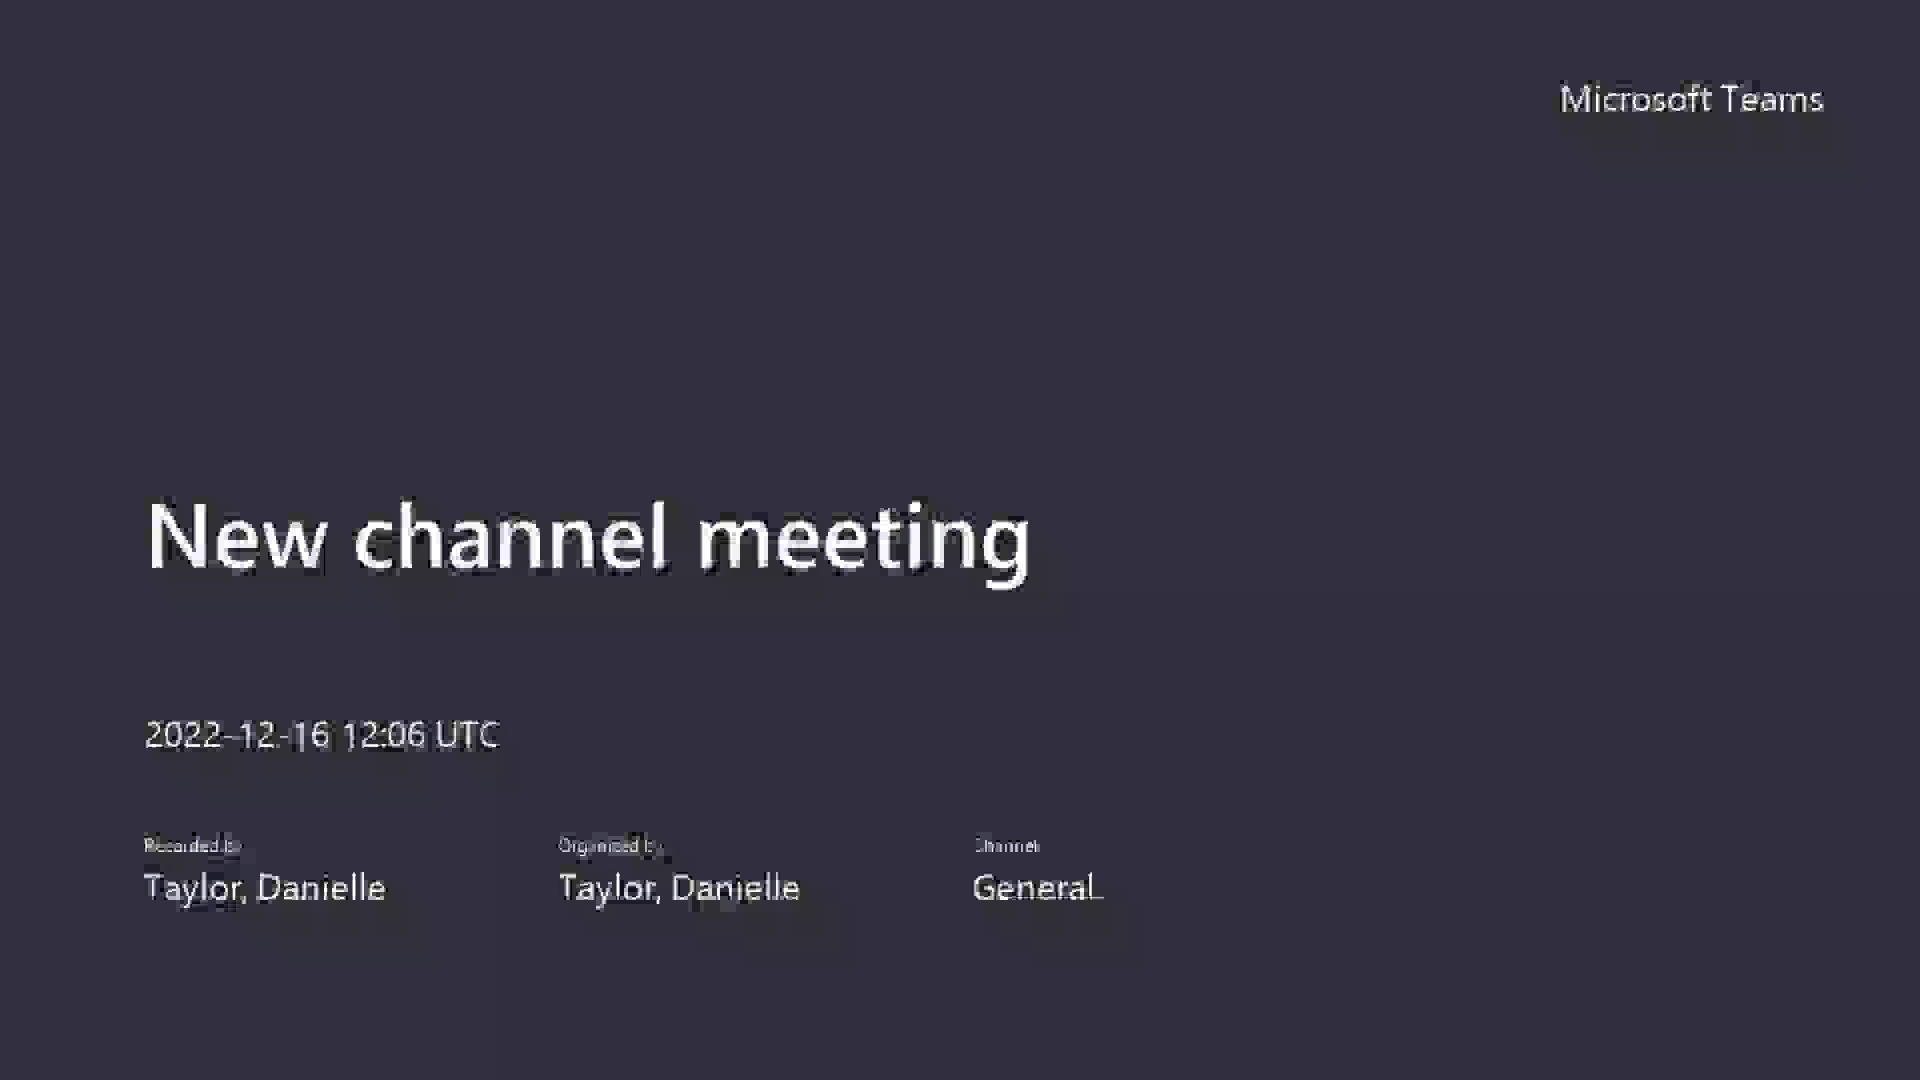 Microsoft Teams
New channel meeting
2022-12-16 12:06 UTC
Recorded by Organized by Channel
Taylor, Danielle Taylor, Danielle General